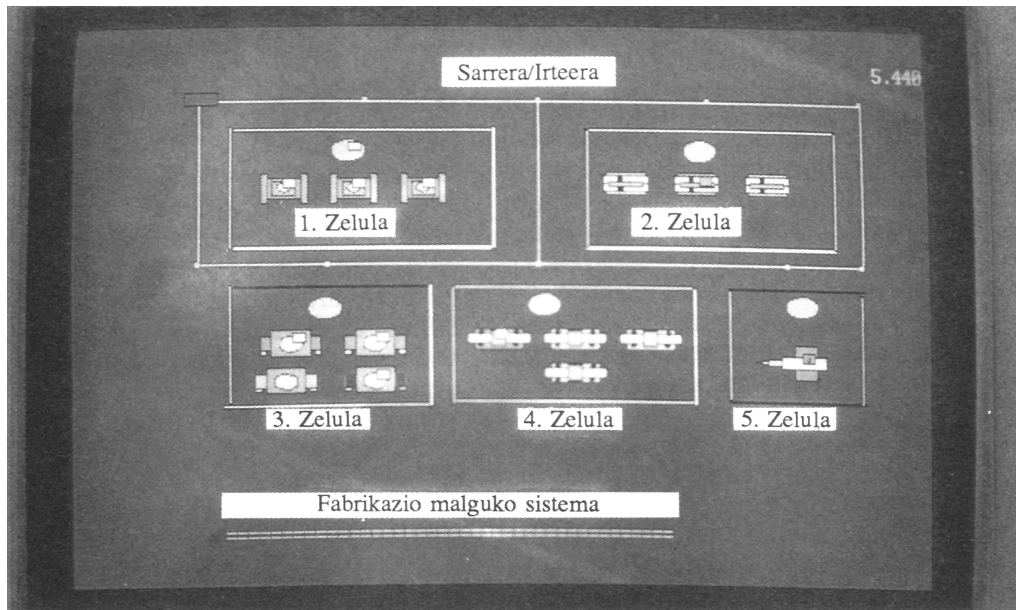 Sarrera/Irteera
5.440
1. Zelula
2. Zelula
3. Zelula
4. Zelula
5. Zelula
Fabrikazio malguko sistema